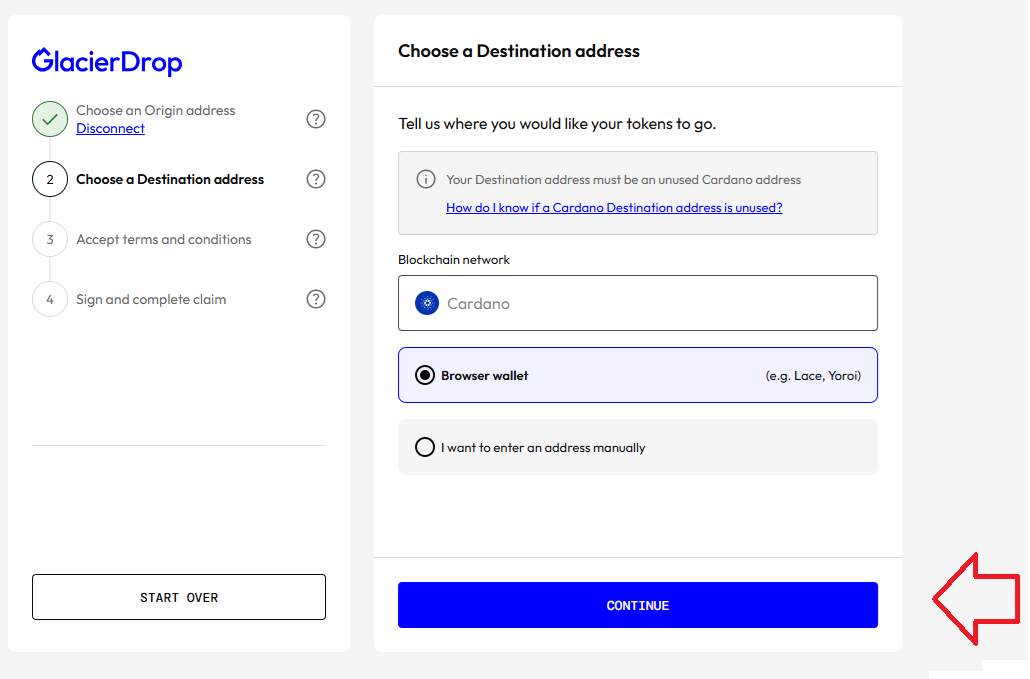 GlacierDrop
Choose an Origin address
Disconnect
?
2
Choose a Destination address
?
3
Accept terms and conditions
?
4
Sign and complete claim
?
START OVER
Choose a Destination address
Tell us where you would like your tokens to go.
Your Destination address must be an unused Cardano address
How do I know if a Cardano Destination address is unused?
Blockchain network
Cardano
Browser wallet (e.g. Lace, Yoroi)
I want to enter an address manually
CONTINUE